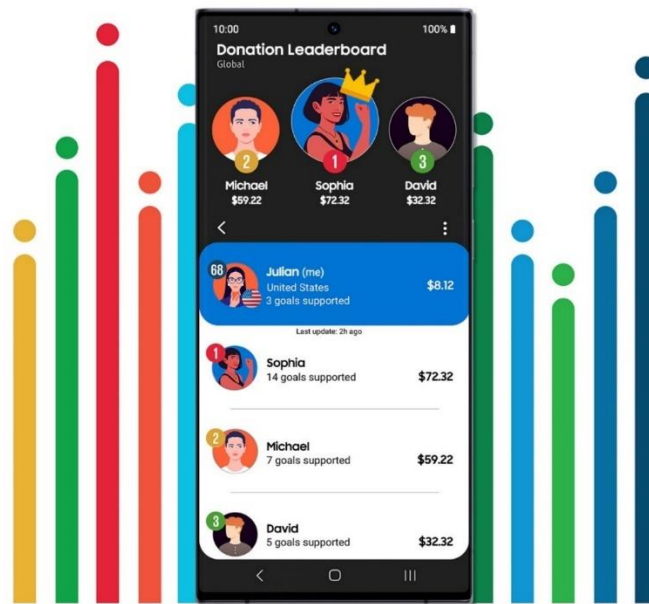 10:00 100%
Donation Leaderboard
Global
2 1 3
Michael Sophia David
$59.22 $72.32 $32.32
68
Julian (me)
United States $8.12
3 goals supported
Last update: 2h ago
1
Sophia
14 goals supported $72.32
2
Michael
7 goals supported $59.22
3
David
5 goals supported $32.32